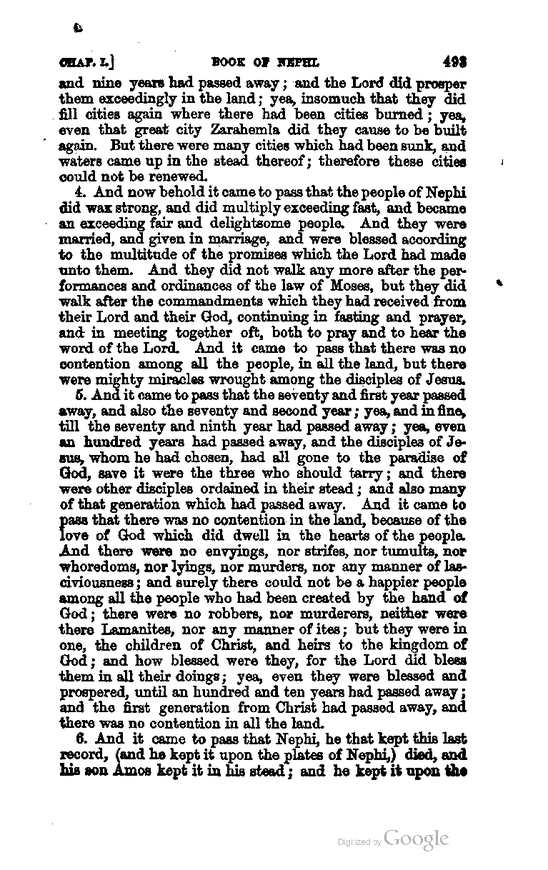 CHAP. I.] BOOK OF NEPHI. 493
and nine years had passed away; and the Lord did prosper
them exceedingly in the land; yea, insomuch that they did
fill cities again where there had been cities burned; yea,
even that great city Zarahemla did they cause to be built
again. But there were many cities which had been sunk, and
waters came up in the stead thereof; therefore these cities
could not be renewed.
4. And now behold it came to pass that the people of Nephi
did wax strong, and did multiply exceeding fast, and became
an exceeding fair and delightsome people. And they were
married, and given in marriage, and were blessed according
to the multitude of the promises which the Lord had made
unto them. And they did not walk any more after the per-
formances and ordinances of the law of Moses, but they did
walk after the commandments which they had received from
their Lord and their God, continuing in fasting and prayer,
and in meeting together oft, both to pray and to hear the
word of the Lord. And it came to pass that there was no
contention among all the people, in all the land, but there
were mighty miracles wrought among the disciples of Jesus.
5. And it came to pass that the seventy and first year passed
away, and also the seventy and second year; yea, and in fine,
till the seventy and ninth year had passed away; yea, even
an hundred years had passed away, and the disciples of Je-
sus, whom he had chosen, had all gone to the paradise of
God, save it were the three who should tarry; and there
were other disciples ordained in their stead; and also many
of that generation which had passed away. And it came to
pass that there was no contention in the land, because of the
love of God which did dwell in the hearts of the people.
And there were no envyings, nor strifes, nor tumults, nor
whoredoms, nor lyings, nor murders, nor any manner of las-
civiousness; and surely there could not be a happier people
among all the people who had been created by the hand of
God; there were no robbers, nor murderers, neither were
there Lamanites, nor any manner of ites; but they were in
one, the children of Christ, and heirs to the kingdom of
God; and how blessed were they, for the Lord did bless
them in all their doings; yea, even they were blessed and
prospered, until an hundred and ten years had passed away;
and the first generation from Christ had passed away, and
there was no contention in all the land.
6. And it came to pass that Nephi, he that kept this last
record, (and he kept it upon the plates of Nephi,) died, and
his son Amos kept it in his stead; and he kept it upon the
Digitized by Google